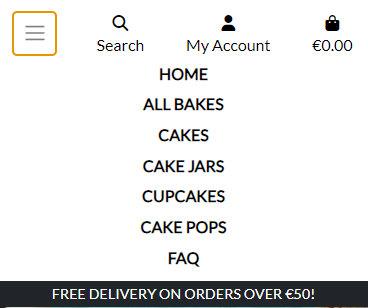 Search My Account €0.00
HOME
ALL BAKES
CAKES
CAKE JARS
CUPCAKES
CAKE POPS
FAQ
FREE DELIVERY ON ORDERS OVER €50!